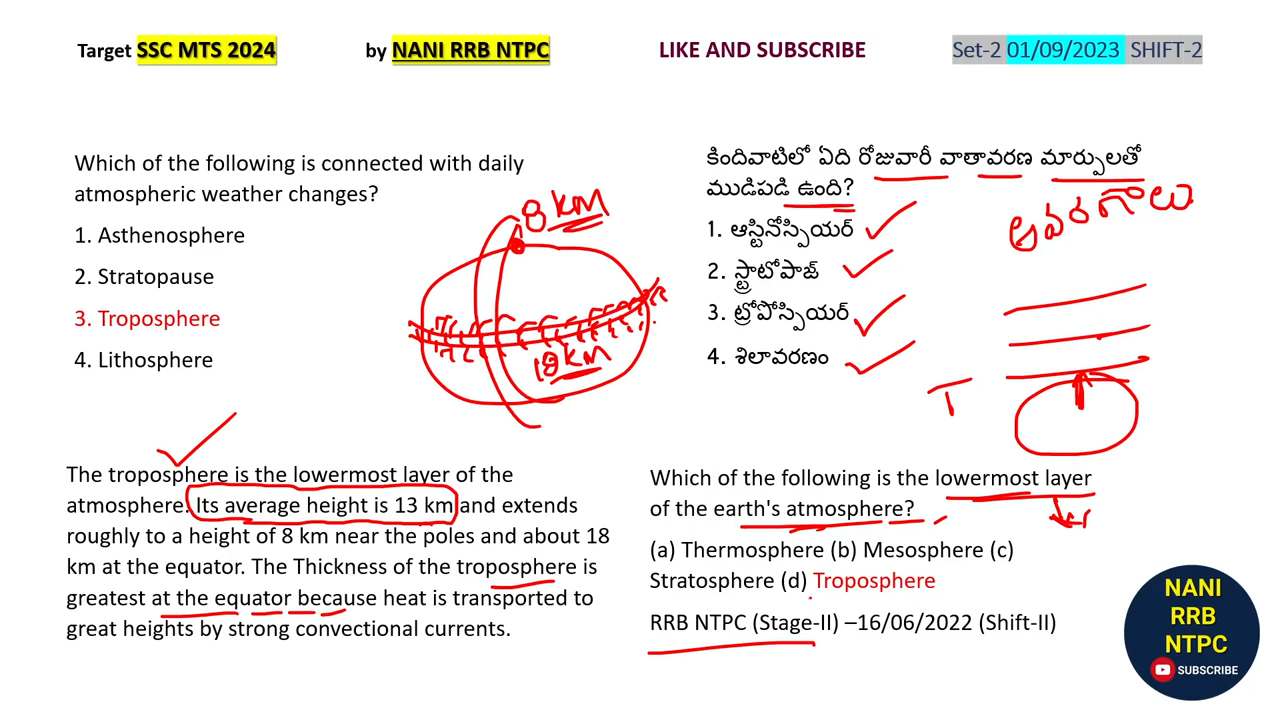 Target SSC MTS 2024 by NANI RRB NTPC LIKE AND SUBSCRIBE Set-2 01/09/2023 SHIFT-2
Which of the following is connected with daily
atmospheric weather changes?
1. Asthenosphere
2. Stratopause
3. Troposphere
4. Lithosphere
8 KM
18 KM
కిందివాటిలో ఏది రోజువారీ వాతావరణ మార్పులతో
ముడిపడి ఉంది?
1. ఆస్టినోస్పియర్
2. స్ట్రాటోపాజ్
3. ట్రోపోస్పియర్
4. శిలావరణం
ఆవరణాలు
T
The troposphere is the lowermost layer of the
atmosphere. Its average height is 13 km and extends
roughly to a height of 8 km near the poles and about 18
km at the equator. The Thickness of the troposphere is
greatest at the equator because heat is transported to
great heights by strong convectional currents.
Which of the following is the lowermost layer
of the earth's atmosphere?
(a) Thermosphere (b) Mesosphere (c)
Stratosphere (d) Troposphere
RRB NTPC (Stage-II) –16/06/2022 (Shift-II)
NANI
RRB
NTPC
SUBSCRIBE